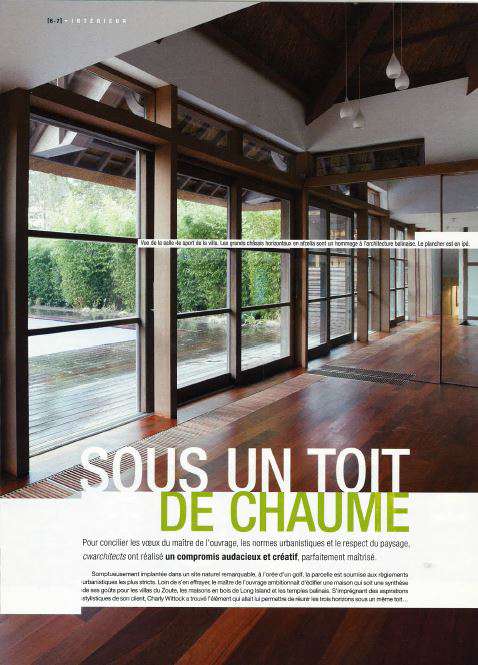 [6-7] • INTÉRIEUR
Vue de la salle de sport de la villa. Les grands châssis horizontaux en afzelia sont un hommage à l'architecture balinaise. Le plancher est en ipé.
SOUS UN TOIT
DE CHAUME
Pour concilier les vœux du maître de l'ouvrage, les normes urbanistiques et le respect du paysage,
cwarchitects ont réalisé un compromis audacieux et créatif, parfaitement maîtrisé.
Somptueusement implantée dans un site naturel remarquable, à l'orée d'un golf, la parcelle est soumise aux règlements
urbanistiques les plus stricts. Loin de s'en effrayer, le maître de l'ouvrage ambitionnait d'édifier une maison qui soit une synthèse
de ses goûts pour les villas du Zoute, les maisons en bois de Long Island et les temples balinais. S'imprégnant des aspirations
stylistiques de son client, Charly Wittock a trouvé l'élément qui allait lui permettre de réunir les trois horizons sous un même toit…